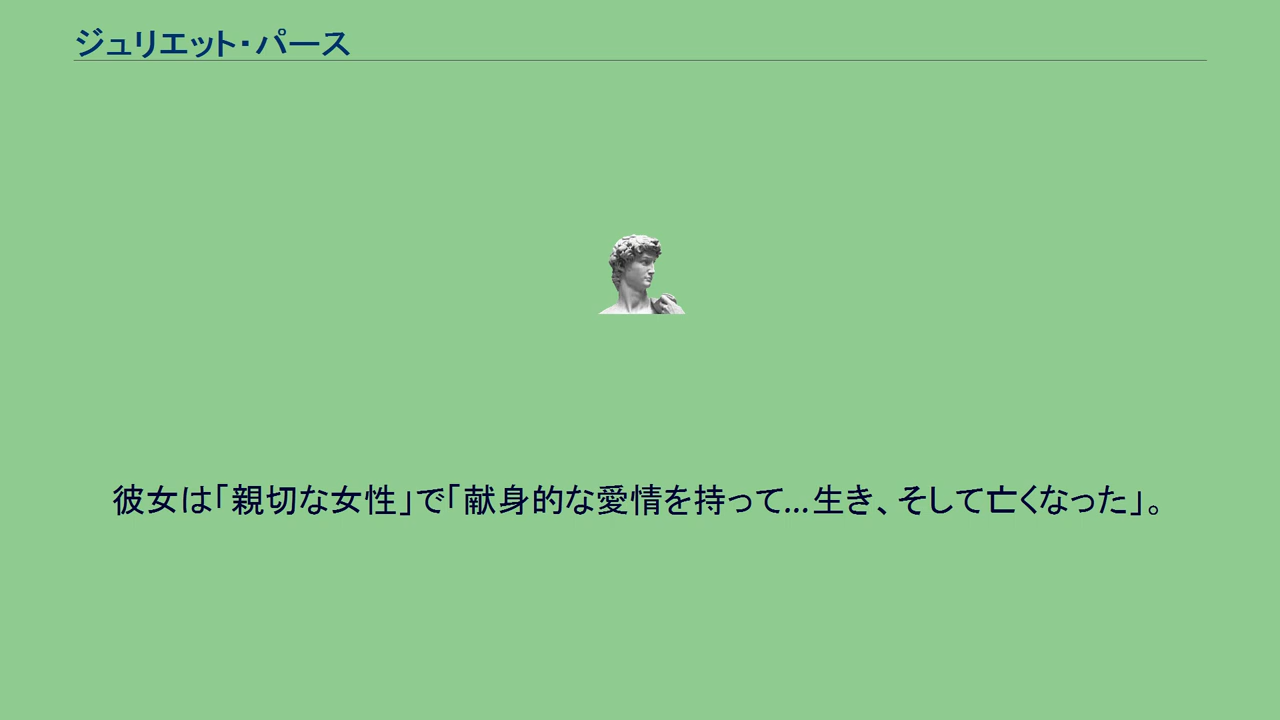 ジュリエット・パース
彼女は「親切な女性」で「献身的な愛情を持って...生き、そして亡くなった」。